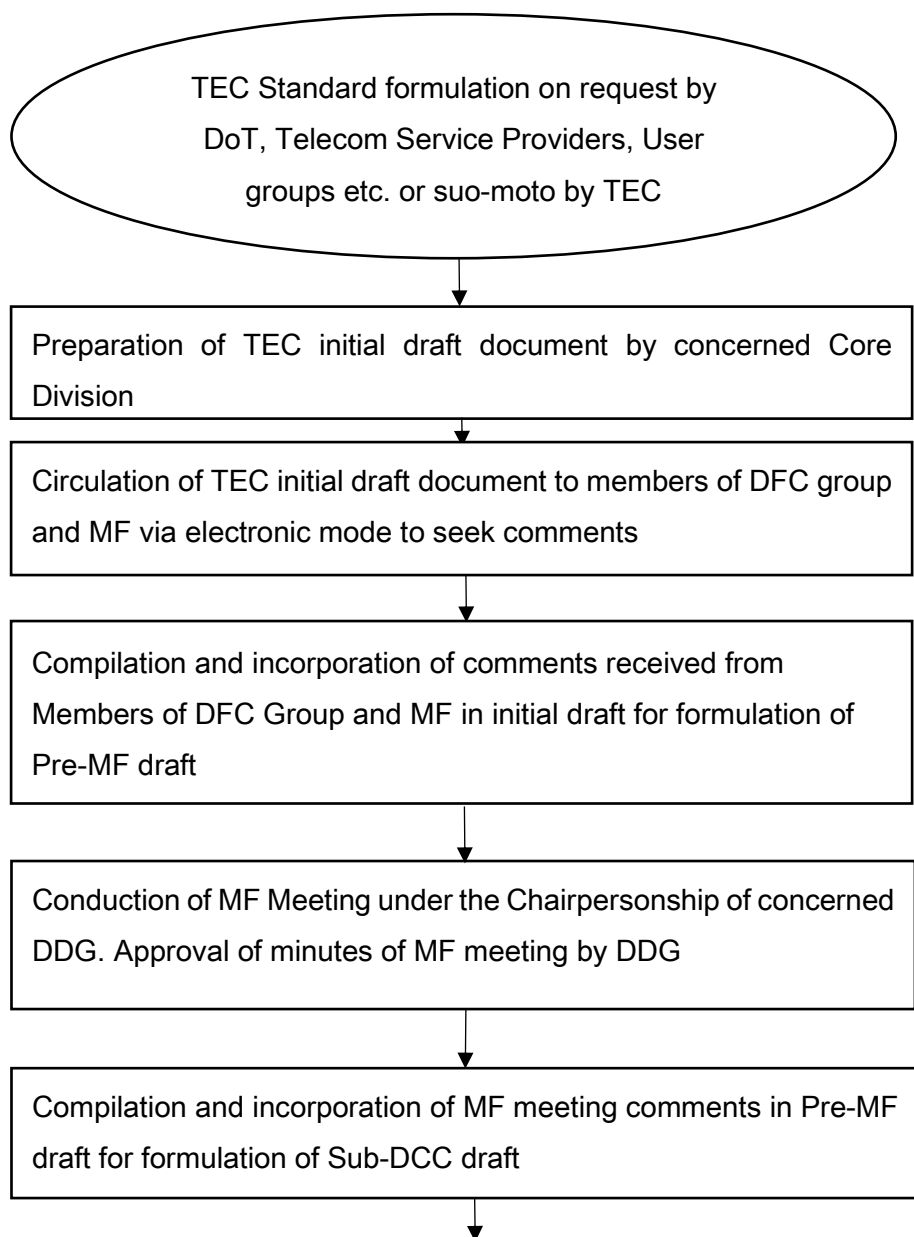 TEC Standard formulation on request by
DoT, Telecom Service Providers, User
groups etc. or suo-moto by TEC
Preparation of TEC initial draft document by concerned Core
Division
Circulation of TEC initial draft document to members of DFC group
and MF via electronic mode to seek comments
Compilation and incorporation of comments received from
Members of DFC Group and MF in initial draft for formulation of
Pre-MF draft
Conduction of MF Meeting under the Chairpersonship of concerned
DDG. Approval of minutes of MF meeting by DDG
Compilation and incorporation of MF meeting comments in Pre-MF
draft for formulation of Sub-DCC draft